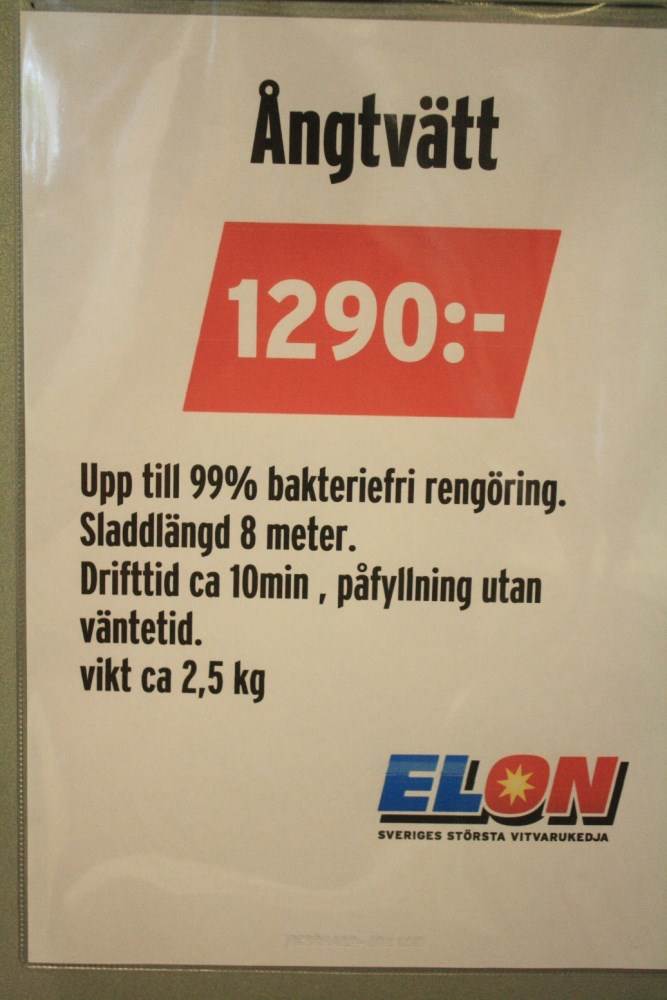 Ångtvätt
1290:-
Upp till 99% bakteriefri rengöring.
Sladdlängd 8 meter.
Drifttid ca 10min , påfyllning utan
väntetid.
vikt ca 2,5 kg
ELON
SVERIGES STÖRSTA VITVARUKEDJA